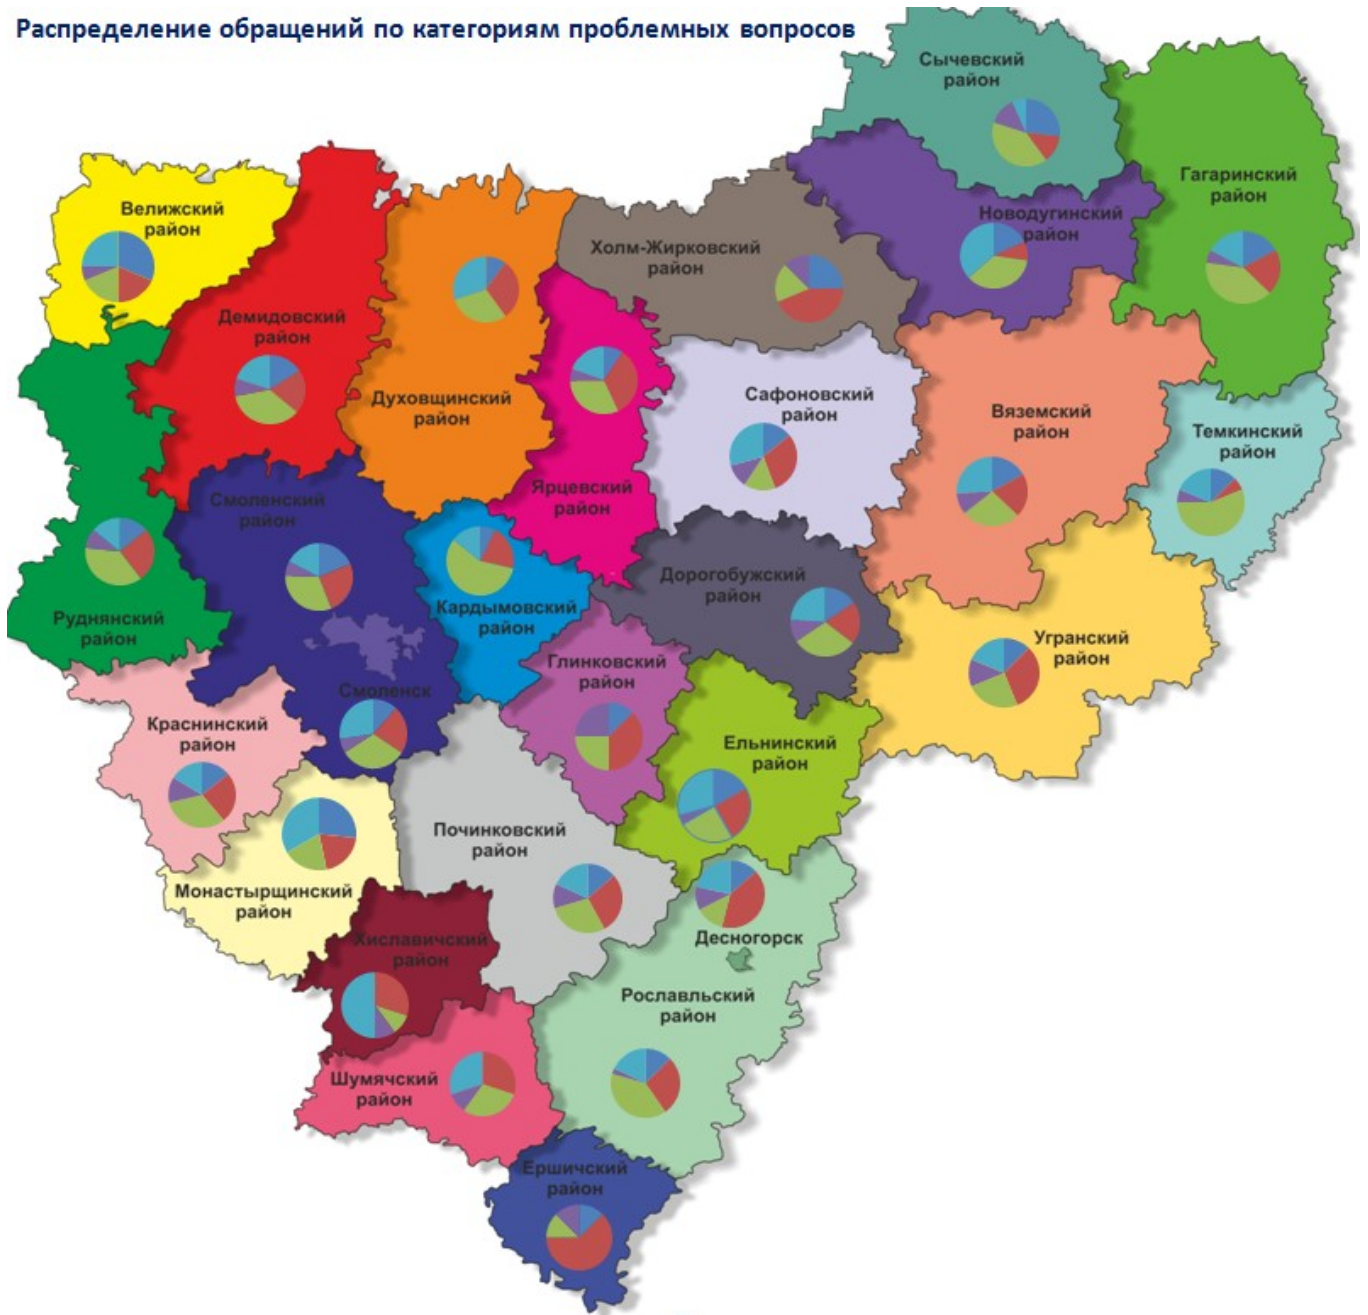 Распределение обращений по категориям проблемных вопросов
Сычевский
район
Гагаринский
район
Велижский
район
Новодугинский
район
Холм-Жирковский
район
Демидовский
район
Духовщинский
район
Сафоновский
район
Вяземский
район
Темкинский
район
Смоленский
район
Ярцевский
район
Дорогобужский
район
Кардымовский
район
Руднянский
район
Угранский
район
Глинковский
район
Смоленск
Краснинский
район
Ельнинский
район
Починковский
район
Монастырщинский
район
Хиславичский
район
Десногорск
Рославльский
район
Шумячский
район
Ершичский
район